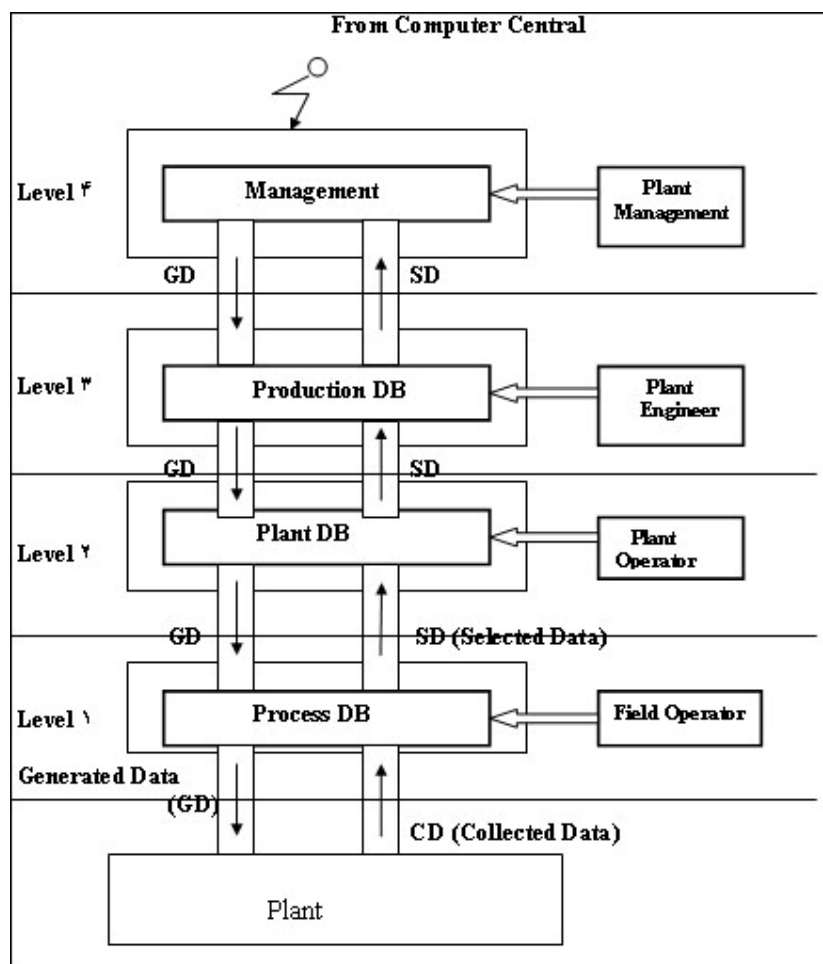 From Computer Central
Level ۴
Management
Plant
Management
GD
SD
Level ۳
Production DB
Plant
Engineer
GD
SD
Level ۲
Plant DB
Plant
Operator
GD
SD (Selected Data)
Level ۱
Process DB
Field Operator
Generated Data
(GD)
CD (Collected Data)
Plant